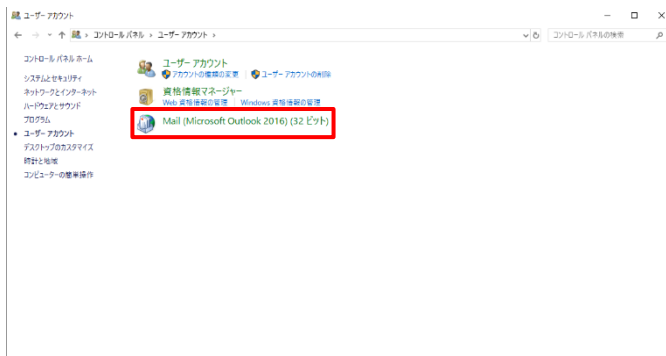 ユーザー アカウント
コントロール パネル › ユーザー アカウント ›
コントロール パネルの検索
コントロール パネル ホーム
システムとセキュリティ
ネットワークとインターネット
ハードウェアとサウンド
プログラム
ユーザー アカウント
デスクトップのカスタマイズ
時計と地域
コンピューターの簡単操作
ユーザー アカウント
アカウントの種類の変更
ユーザー アカウントの削除
資格情報マネージャー
Web 資格情報の管理
Windows 資格情報の管理
Mail (Microsoft Outlook 2016) (32 ビット)